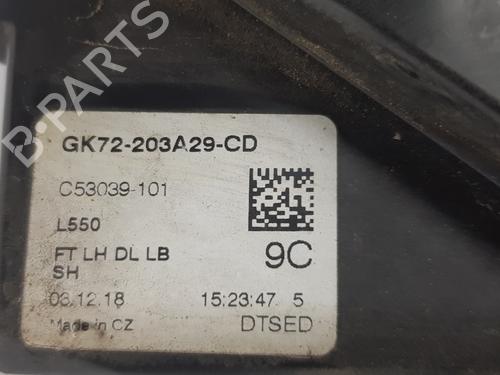 GK72-203A29-CD
C53039-101
L550
FT LH DL LB
SH
9C
03.12.18 15:23:47 5
Made in CZ DTSED
B-PARTS